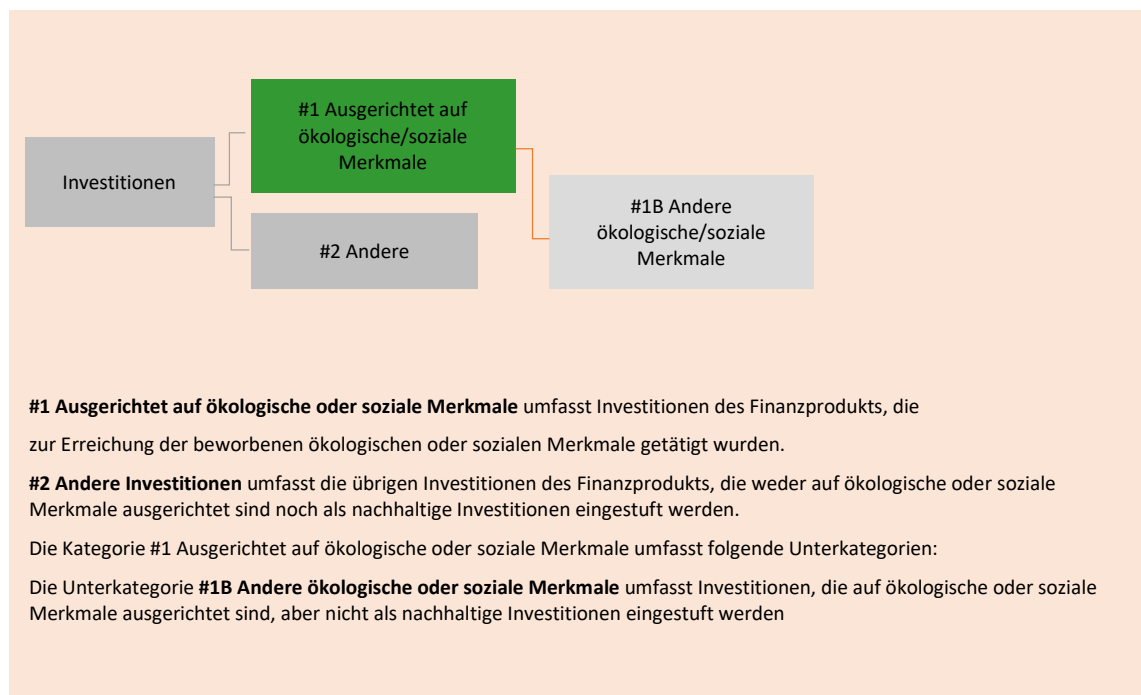 #1 Ausgerichtet auf
ökologische/soziale
Merkmale
Investitionen
#2 Andere
#1B Andere
ökologische/soziale
Merkmale
#1 Ausgerichtet auf ökologische oder soziale Merkmale umfasst Investitionen des Finanzprodukts, die
zur Erreichung der beworbenen ökologischen oder sozialen Merkmale getätigt wurden.
#2 Andere Investitionen umfasst die übrigen Investitionen des Finanzprodukts, die weder auf ökologische oder soziale
Merkmale ausgerichtet sind noch als nachhaltige Investitionen eingestuft werden.
Die Kategorie #1 Ausgerichtet auf ökologische oder soziale Merkmale umfasst folgende Unterkategorien:
Die Unterkategorie #1B Andere ökologische oder soziale Merkmale umfasst Investitionen, die auf ökologische oder soziale
Merkmale ausgerichtet sind, aber nicht als nachhaltige Investitionen eingestuft werden